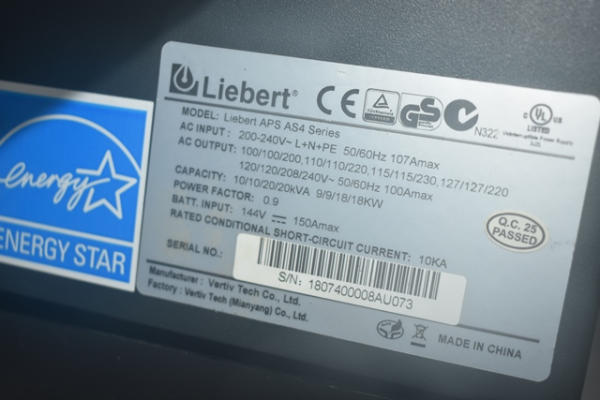 Liebert®
CE GS N322 UL LISTED
MODEL: Liebert APS AS4 Series
AC INPUT: 200-240V~ L+N+PE 50/60Hz 107Amax
AC OUTPUT: 100/100/200,110/110/220,115/115/230,127/127/220
120/120/208/240V~ 50/60Hz 100Amax
CAPACITY: 10/10/20/20kVA 9/9/18/18KW
POWER FACTOR: 0.9
BATT. INPUT: 144V 150Amax
RATED CONDITIONAL SHORT-CIRCUIT CURRENT: 10KA
Q.C. 25
PASSED
SERIAL NO.:
S/N: 1807400008AU073
Manufacturer: Vertiv Tech Co., Ltd.
Factory: Vertiv Tech (Mianyang) Co., Ltd.
MADE IN CHINA
energy
ENERGY STAR